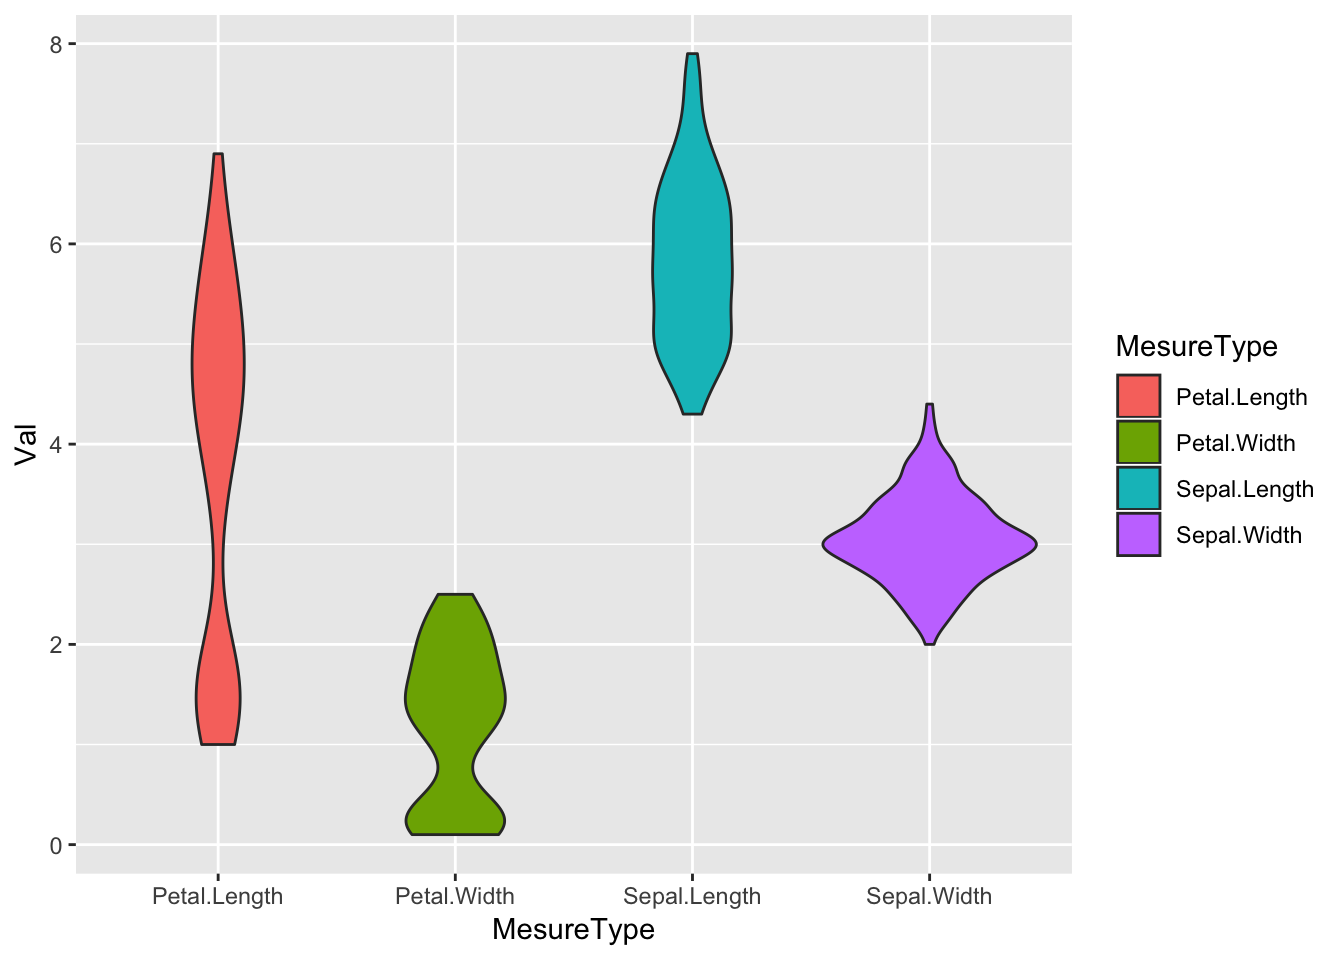 8
6
4
2
0
Val
Petal.Length
Petal.Width
Sepal.Length
Sepal.Width
MesureType
MesureType
Petal.Length
Petal.Width
Sepal.Length
Sepal.Width